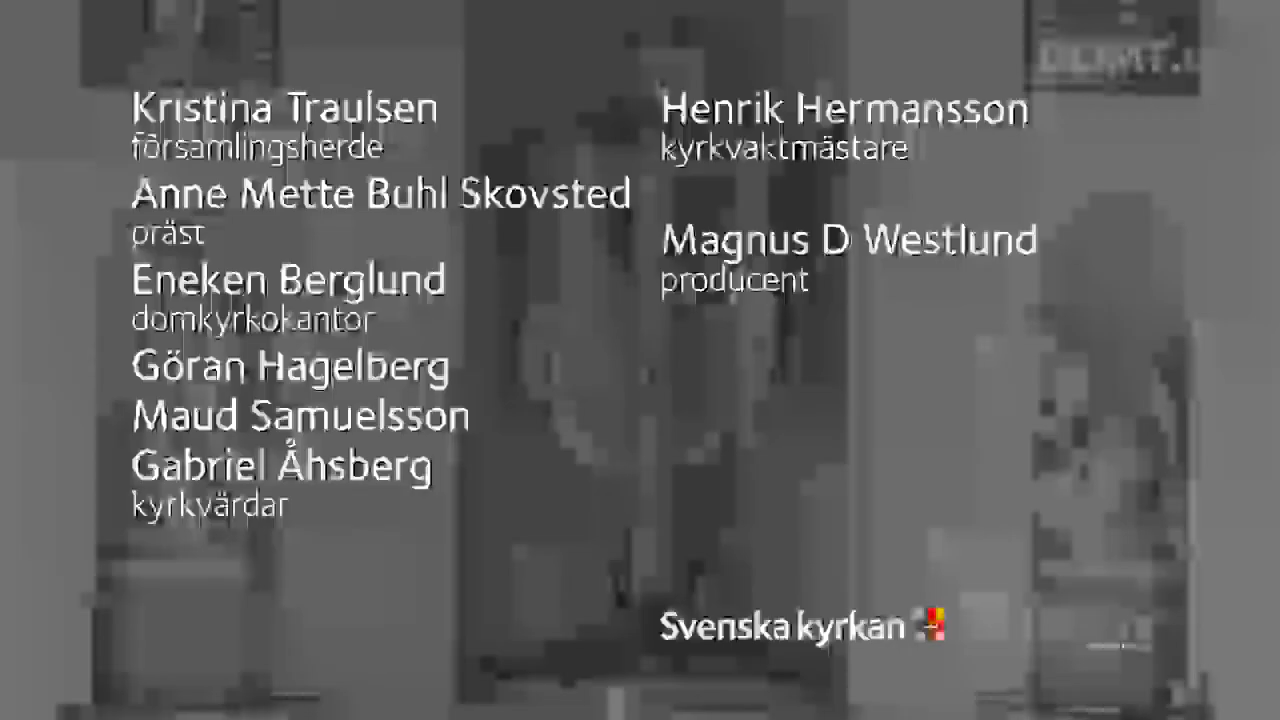 Kristina Traulsen
församlingsherde
Anne Mette Buhl Skovsted
präst
Eneken Berglund
domkyrkokantor
Göran Hagelberg
Maud Samuelsson
Gabriel Åhsberg
kyrkvärdar
Henrik Hermansson
kyrkvaktmästare
Magnus D Westlund
producent
Svenska kyrkan